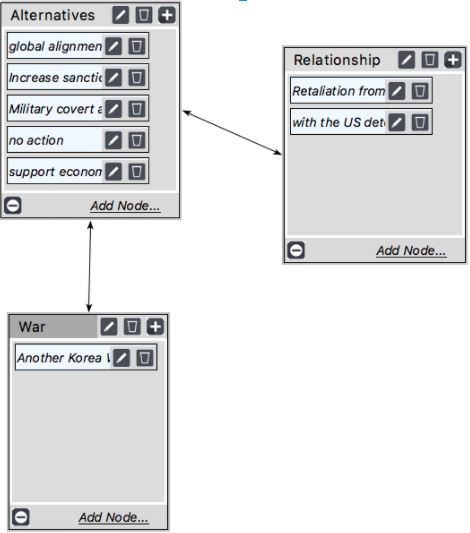 Alternatives
global alignmen
Increase sanctic
Military covert a
no action
support econom
Add Node...
Relationship
Retaliation from
with the US det
Add Node...
War
Another Korea
Add Node...